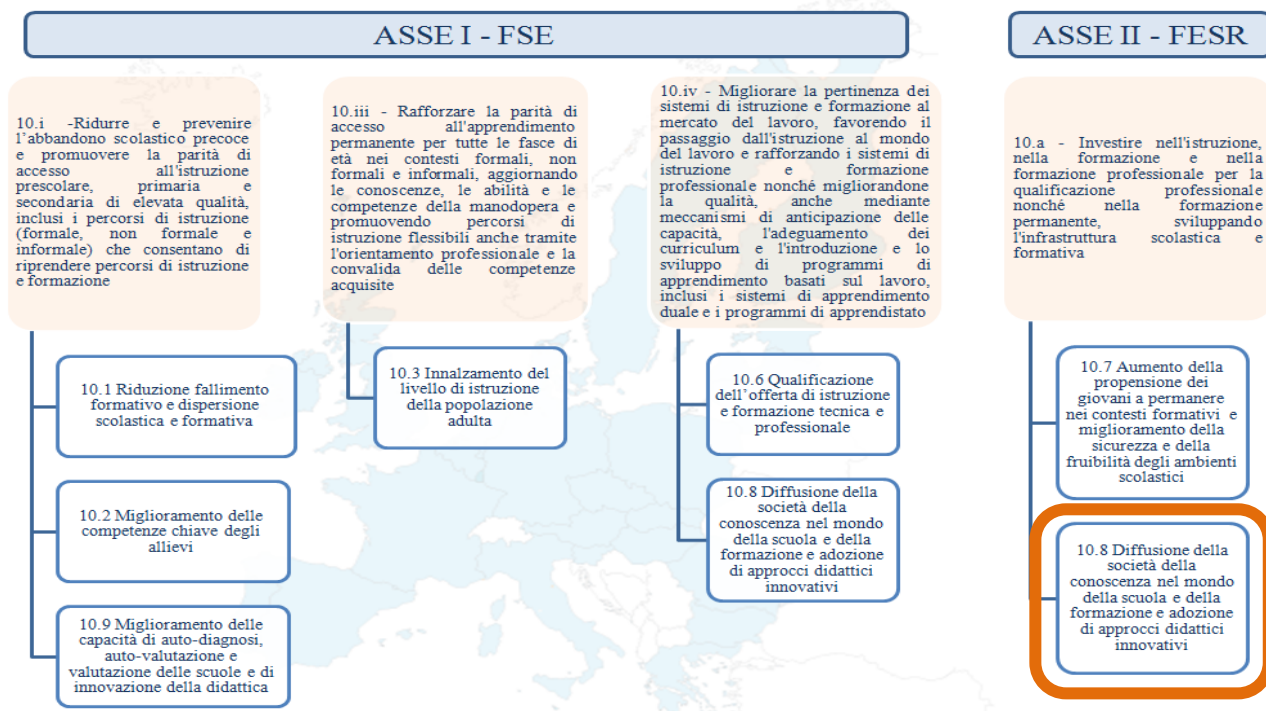 ASSE I - FSE
10.i -Ridurre e prevenire
l'abbandono scolastico precoce
e promuovere la parità di
accesso all'istruzione
prescolare, primaria e
secondaria di elevata qualità,
inclusi i percorsi di istruzione
(formale, non formale e
informale) che consentano di
riprendere percorsi di istruzione
e formazione
10.1 Riduzione fallimento
formativo e dispersione
scolastica e formativa
10.2 Miglioramento delle
competenze chiave degli
allievi
10.9 Miglioramento delle
capacità di auto-diagnosi,
auto-valutazione e
valutazione delle scuole e di
innovazione della didattica
10.iii - Rafforzare la parità di
accesso all'apprendimento
permanente per tutte le fasce di
età nei contesti formali, non
formali e informali, aggiornando
le conoscenze, le abilità e le
competenze della manodopera e
promuovendo percorsi di
istruzione flessibili anche tramite
l'orientamento professionale e la
convalida delle competenze
acquisite
10.3 Innalzamento del
livello di istruzione
della popolazione
adulta
10.iv - Migliorare la pertinenza dei
sistemi di istruzione e formazione al
mercato del lavoro, favorendo il
passaggio dall'istruzione al mondo
del lavoro e rafforzando i sistemi di
istruzione e formazione
professionale nonché migliorandone
la qualità, anche mediante
meccanismi di anticipazione delle
capacità, l'adeguamento dei
curriculum e l'introduzione e lo
sviluppo di programmi di
apprendimento basati sul lavoro,
inclusi i sistemi di apprendimento
duale e i programmi di apprendistato
10.6 Qualificazione
dell'offerta di istruzione
e formazione tecnica e
professionale
10.8 Diffusione della
società della
conoscenza nel mondo
della scuola e della
formazione e adozione
di approcci didattici
innovativi
ASSE II - FESR
10.a - Investire nell'istruzione,
nella formazione e nella
formazione professionale per la
qualificazione professionale
nonché nella formazione
permanente, sviluppando
l'infrastruttura scolastica e
formativa
10.7 Aumento della
propensione dei
giovani a permanere
nei contesti formativi e
miglioramento della
sicurezza e della
fruibilità degli ambienti
scolastici
10.8 Diffusione della
società della
conoscenza nel mondo
della scuola e della
formazione e adozione
di approcci didattici
innovativi